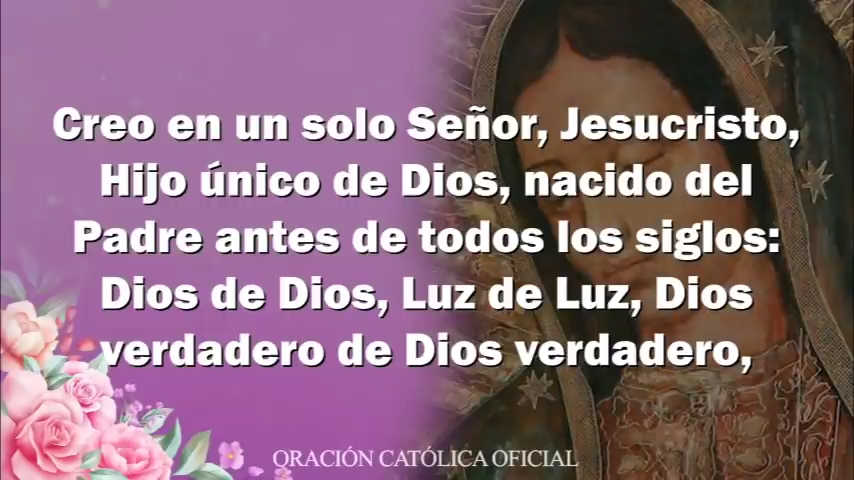 Creo en un solo Señor, Jesucristo,
Hijo único de Dios, nacido del
Padre antes de todos los siglos:
Dios de Dios, Luz de Luz, Dios
verdadero de Dios verdadero,
ORACIÓN CATÓLICA OFICIAL